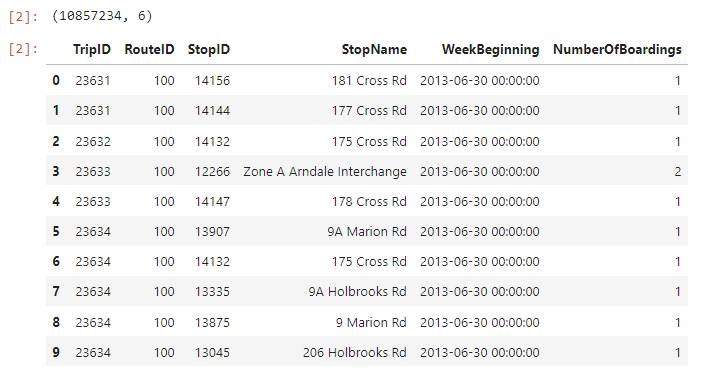 [2]: (10857234, 6)
[2]: TripID RouteID StopID StopName WeekBeginning NumberOfBoardings
0 23631 100 14156 181 Cross Rd 2013-06-30 00:00:00 1
1 23631 100 14144 177 Cross Rd 2013-06-30 00:00:00 1
2 23632 100 14132 175 Cross Rd 2013-06-30 00:00:00 1
3 23633 100 12266 Zone A Arndale Interchange 2013-06-30 00:00:00 2
4 23633 100 14147 178 Cross Rd 2013-06-30 00:00:00 1
5 23634 100 13907 9A Marion Rd 2013-06-30 00:00:00 1
6 23634 100 14132 175 Cross Rd 2013-06-30 00:00:00 1
7 23634 100 13335 9A Holbrooks Rd 2013-06-30 00:00:00 1
8 23634 100 13875 9 Marion Rd 2013-06-30 00:00:00 1
9 23634 100 13045 206 Holbrooks Rd 2013-06-30 00:00:00 1